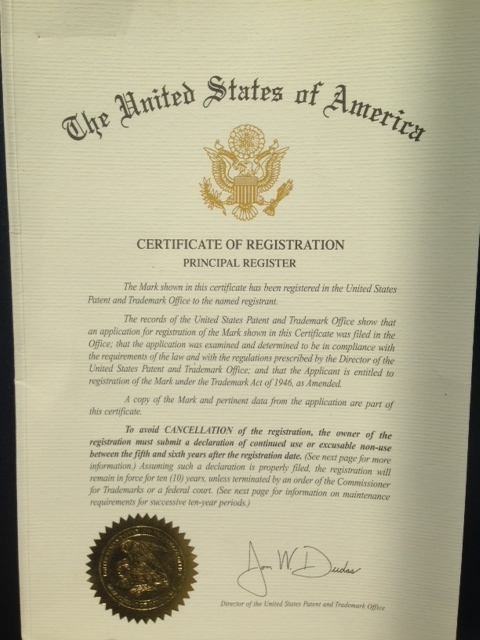 The United States of America
CERTIFICATE OF REGISTRATION
PRINCIPAL REGISTER
The Mark shown in this certificate has been registered in the United States
Patent and Trademark Office to the named registrant.
The records of the United States Patent and Trademark Office show that
an application for registration of the Mark shown in this Certificate was filed in the
Office; that the application was examined and determined to be in compliance with
the requirements of the law and with the regulations prescribed by the Director of the
United States Patent and Trademark Office; and that the Applicant is entitled to
registration of the Mark under the Trademark Act of 1946, as Amended.
A copy of the Mark and pertinent data from the application are part of
this certificate.
To avoid CANCELLATION of the registration, the owner of the
registration must submit a declaration of continued use or excusable non-use
between the fifth and sixth years after the registration date. (See next page for more
information.) Assuming such a declaration is properly filed, the registration will
remain in force for ten (10) years, unless terminated by an order of the Commissioner
for Trademarks or a federal court. (See next page for information on maintenance
requirements for successive ten-year periods.)
Jon W. Dudas
Director of the United States Patent and Trademark Office